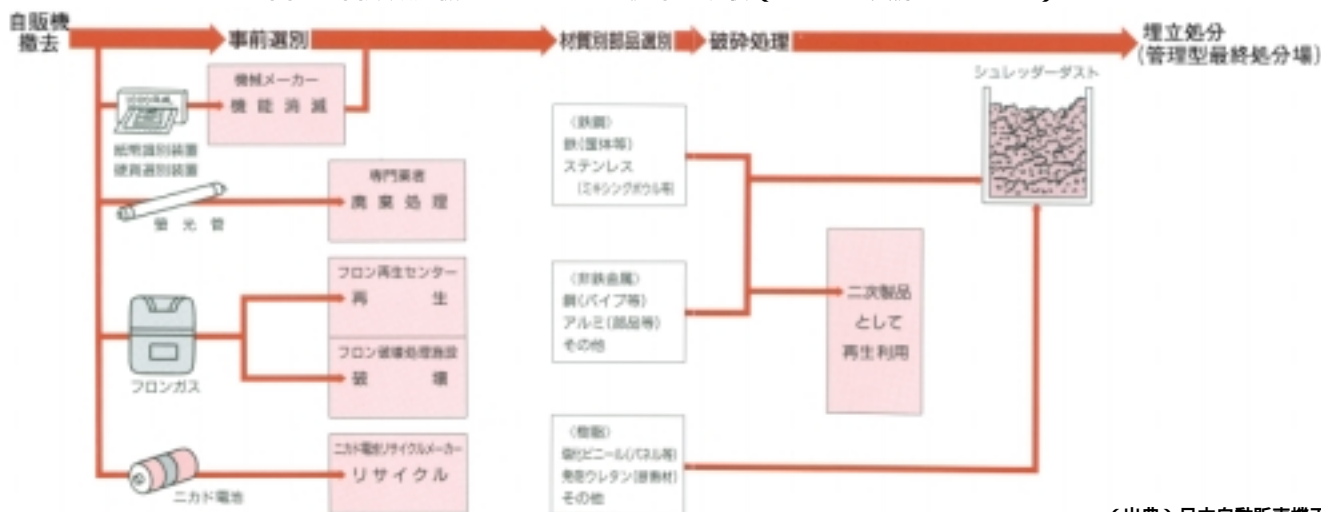 自販機
撤去
事前選別
材質別部品選別
破砕処理
埋立処分
(管理型最終処分場)
シュレッダーダスト
機械メーカー
機能消滅
紙幣識別装置
硬貨選別装置
専門業者
廃棄処理
蛍光管
フロン再生センター
再生
フロン破壊処理施設
破壊
フロンガス
ニカド電池リサイクルメーカー
リサイクル
ニカド電池
〈鉄鋼〉
鉄(筐体等)
ステンレス
(ミキシングボウル等)
〈非鉄金属〉
銅(パイプ等)
アルミ(部品等)
その他
〈樹脂〉
塩化ビニール(パネル等)
発泡ウレタン(断熱材)
その他
二次製品
として
再生利用